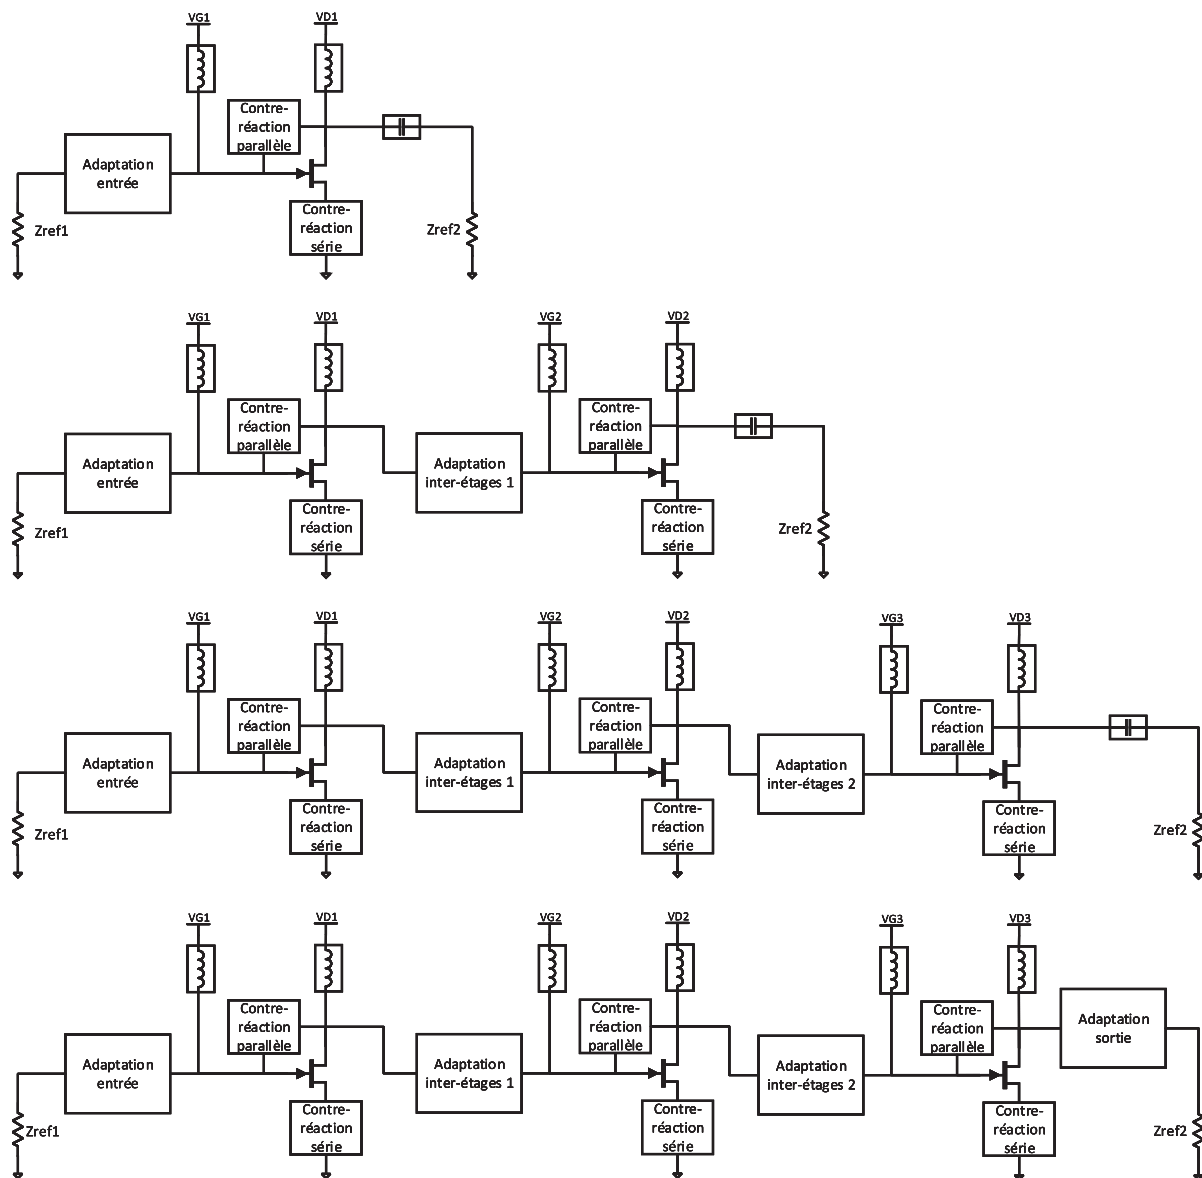 VG1
VD1
Contre-
réaction
parallèle
Adaptation
entrée
Zref1
Contre-
réaction
série
Zref2
VG1
VD1
VG2
VD2
Contre-
réaction
parallèle
Contre-
réaction
parallèle
Adaptation
entrée
Adaptation
inter-étages 1
Zref1
Contre-
réaction
série
Contre-
réaction
série
Zref2
VG1
VD1
VG2
VD2
VG3
VD3
Contre-
réaction
parallèle
Contre-
réaction
parallèle
Contre-
réaction
parallèle
Adaptation
entrée
Adaptation
inter-étages 1
Adaptation
inter-étages 2
Zref1
Contre-
réaction
série
Contre-
réaction
série
Contre-
réaction
série
Zref2
VG1
VD1
VG2
VD2
VG3
VD3
Contre-
réaction
parallèle
Contre-
réaction
parallèle
Contre-
réaction
parallèle
Adaptation
sortie
Adaptation
entrée
Adaptation
inter-étages 1
Adaptation
inter-étages 2
Zref1
Contre-
réaction
série
Contre-
réaction
série
Contre-
réaction
série
Zref2